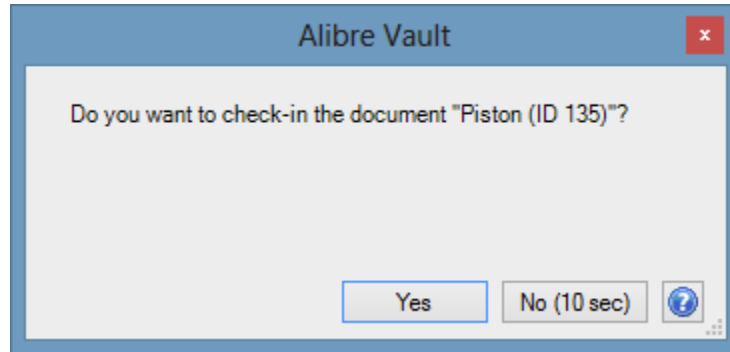 Alibre Vault
Do you want to check-in the document "Piston (ID 135)"?
Yes No (10 sec)